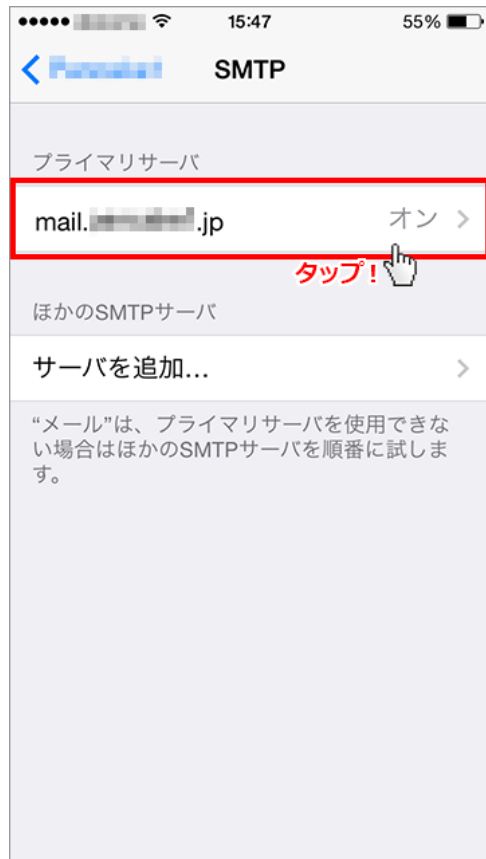 15:47
55%
SMTP
プライマリサーバ
mail. .jp
オン
タップ！
ほかのSMTPサーバ
サーバを追加...
“メール”は、プライマリサーバを使用できな
い場合はほかのSMTPサーバを順番に試しま
す。